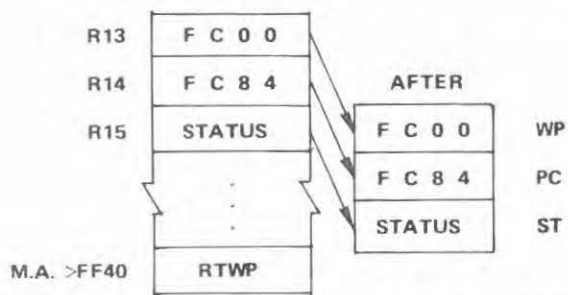 R13 F C 0 0
R14 F C 8 4 AFTER
R15 STATUS F C 0 0 WP
F C 8 4 PC
STATUS ST
M.A. >FF40 RTWP